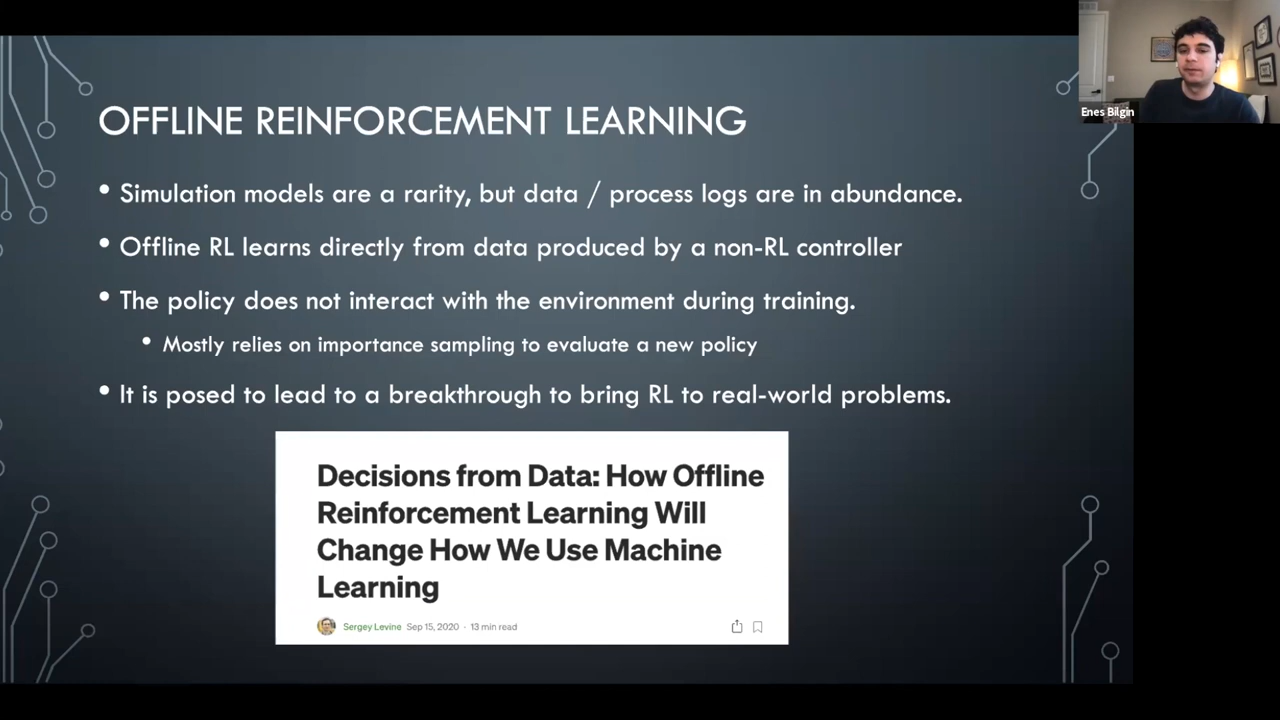 OFFLINE REINFORCEMENT LEARNING
• Simulation models are a rarity, but data / process logs are in abundance.
• Offline RL learns directly from data produced by a non-RL controller
• The policy does not interact with the environment during training.
• Mostly relies on importance sampling to evaluate a new policy
• It is posed to lead to a breakthrough to bring RL to real-world problems.
Decisions from Data: How Offline
Reinforcement Learning Will
Change How We Use Machine
Learning
Sergey Levine Sep 15, 2020 · 13 min read
Enes Bilgin